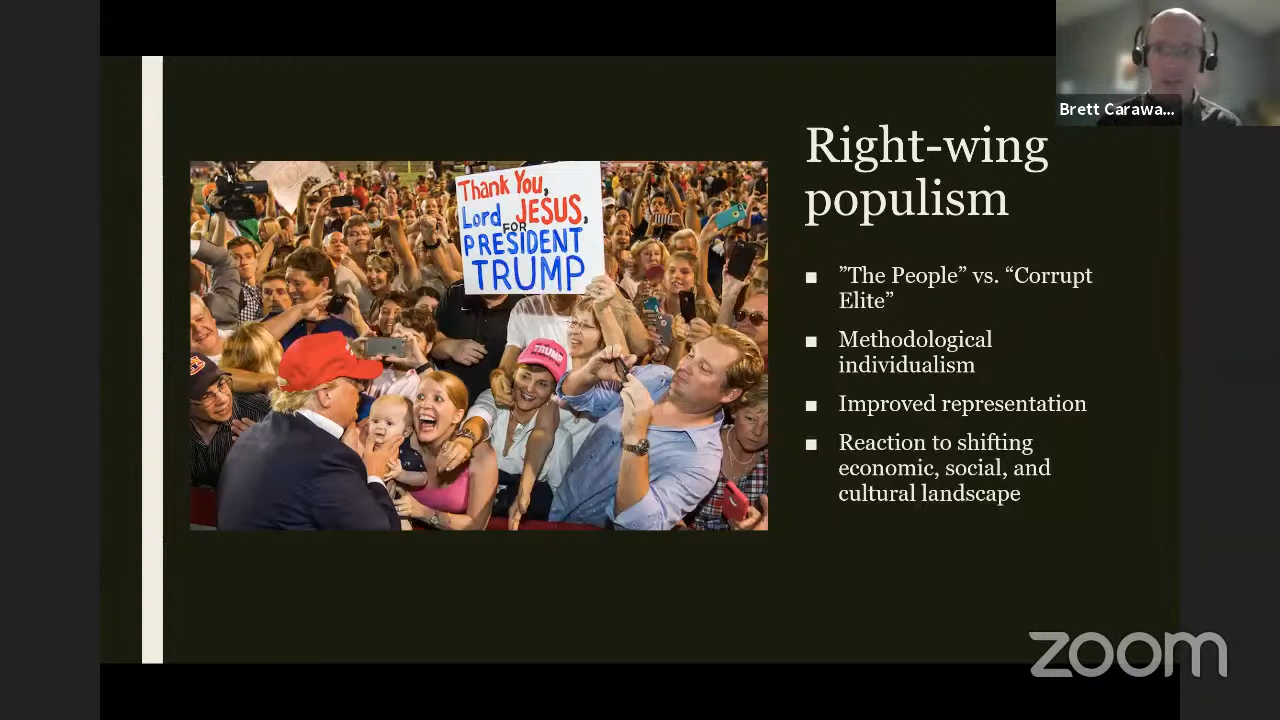 Brett Carawa...
Right-wing
populism
Thank You,
Lord JESUS,
FOR
PRESIDENT
TRUMP
TRUMP
■ ”The People” vs. “Corrupt
Elite”
■ Methodological
individualism
■ Improved representation
■ Reaction to shifting
economic, social, and
cultural landscape
zoom